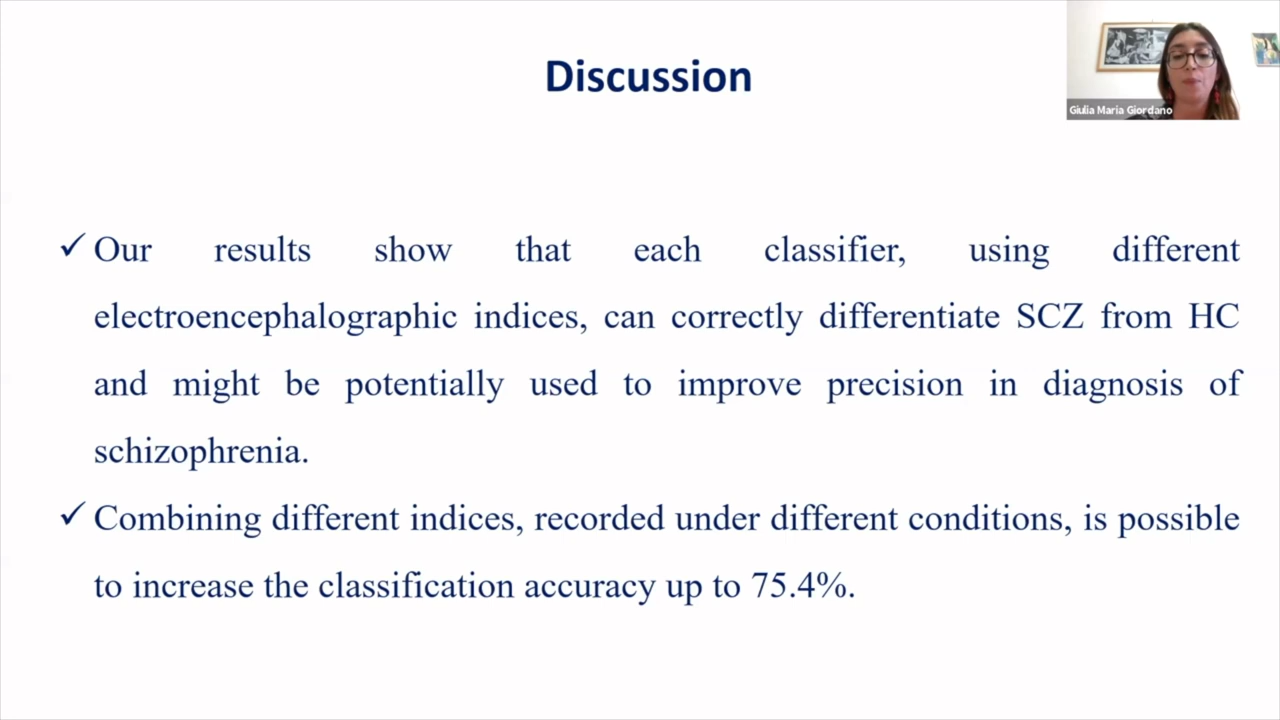 Discussion
Giulia Maria Giordano
✓ Our results show that each classifier, using different
electroencephalographic indices, can correctly differentiate SCZ from HC
and might be potentially used to improve precision in diagnosis of
schizophrenia.
✓ Combining different indices, recorded under different conditions, is possible
to increase the classification accuracy up to 75.4%.